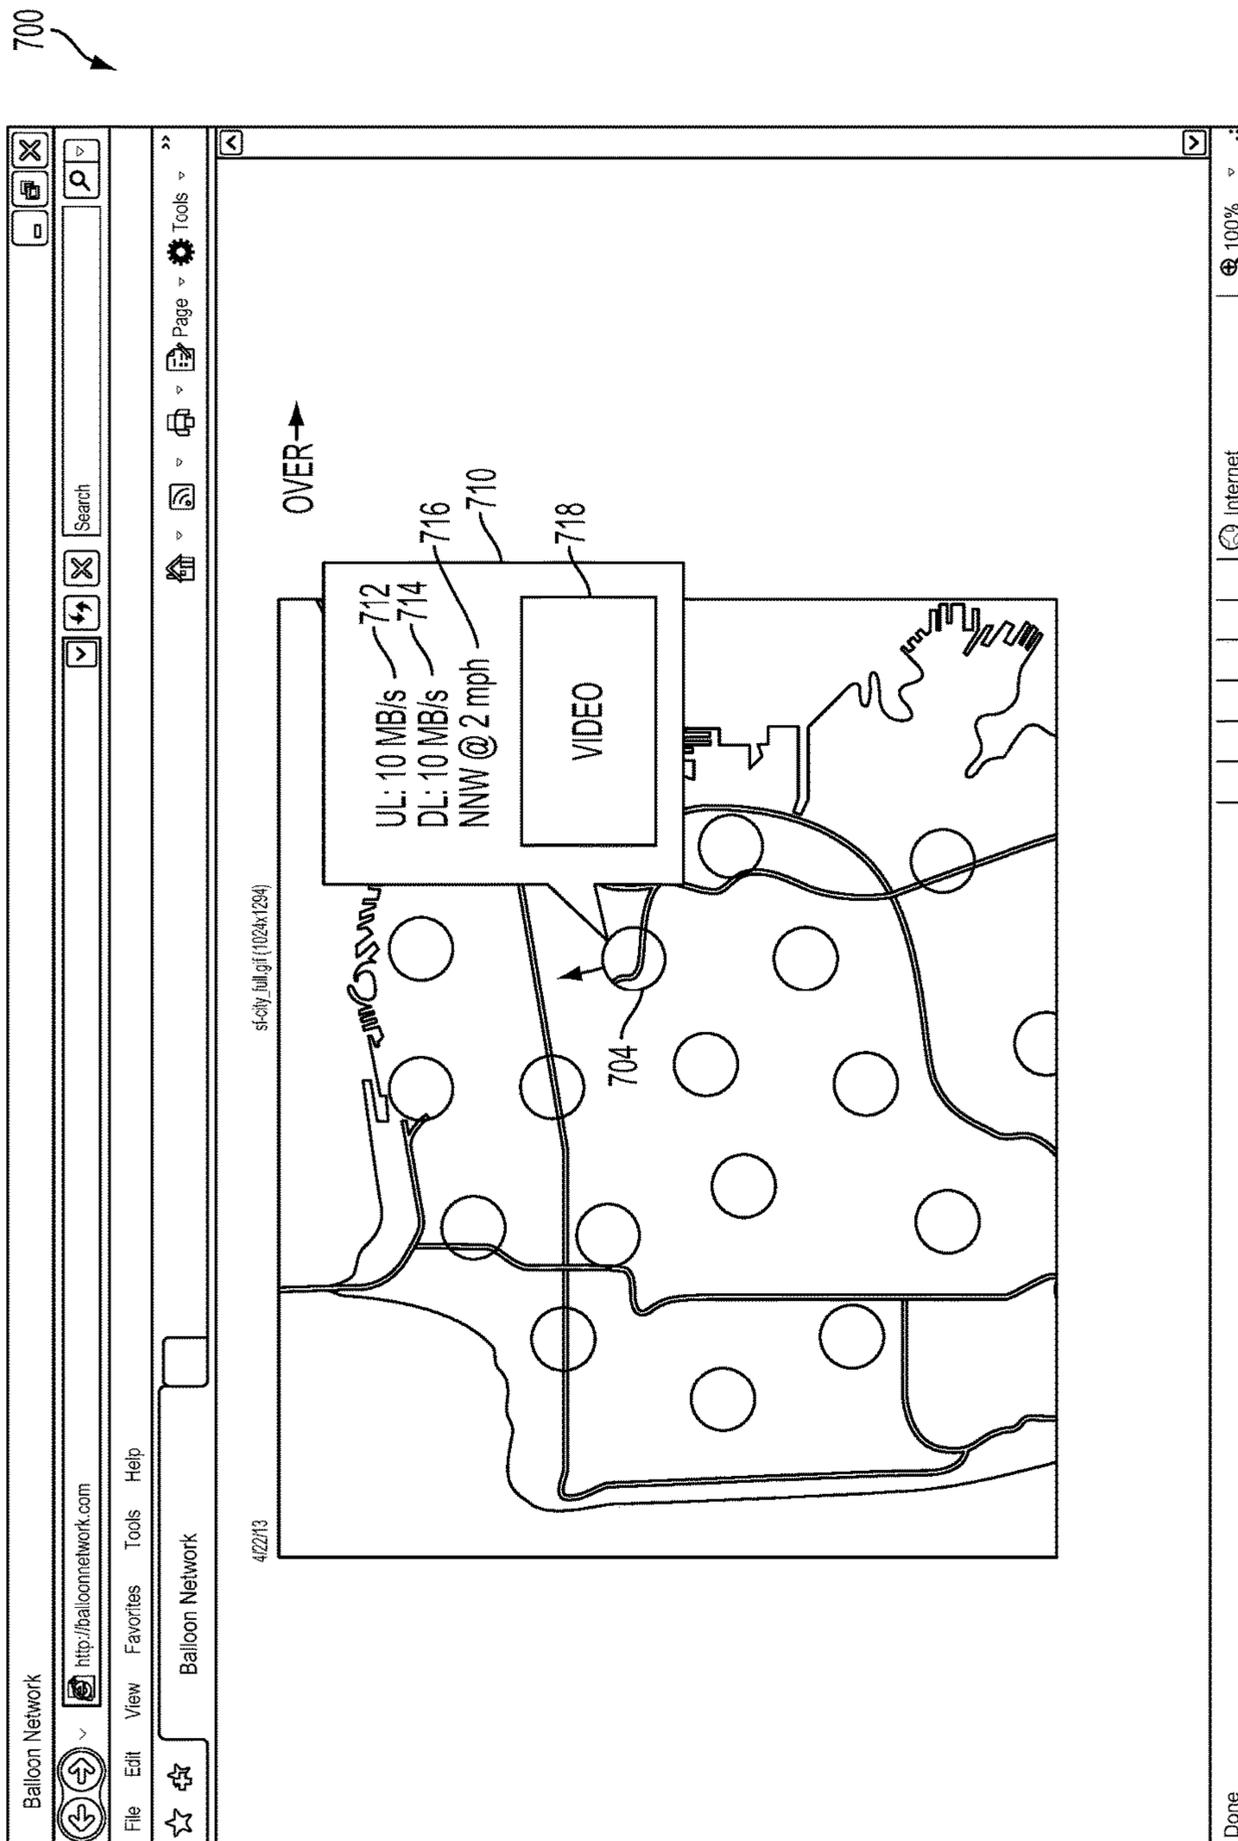 700
Balloon Network
http://balloonnetwork.com
Search
File Edit View Favorites Tools Help
Balloon Network
Page
Tools
4/22/13
sf-city_full.gif (1024x1294)
OVER
UL: 10 MB/s
712
DL: 10 MB/s
714
NNW @ 2 mph
716
710
VIDEO
718
704
Done
Internet
100%